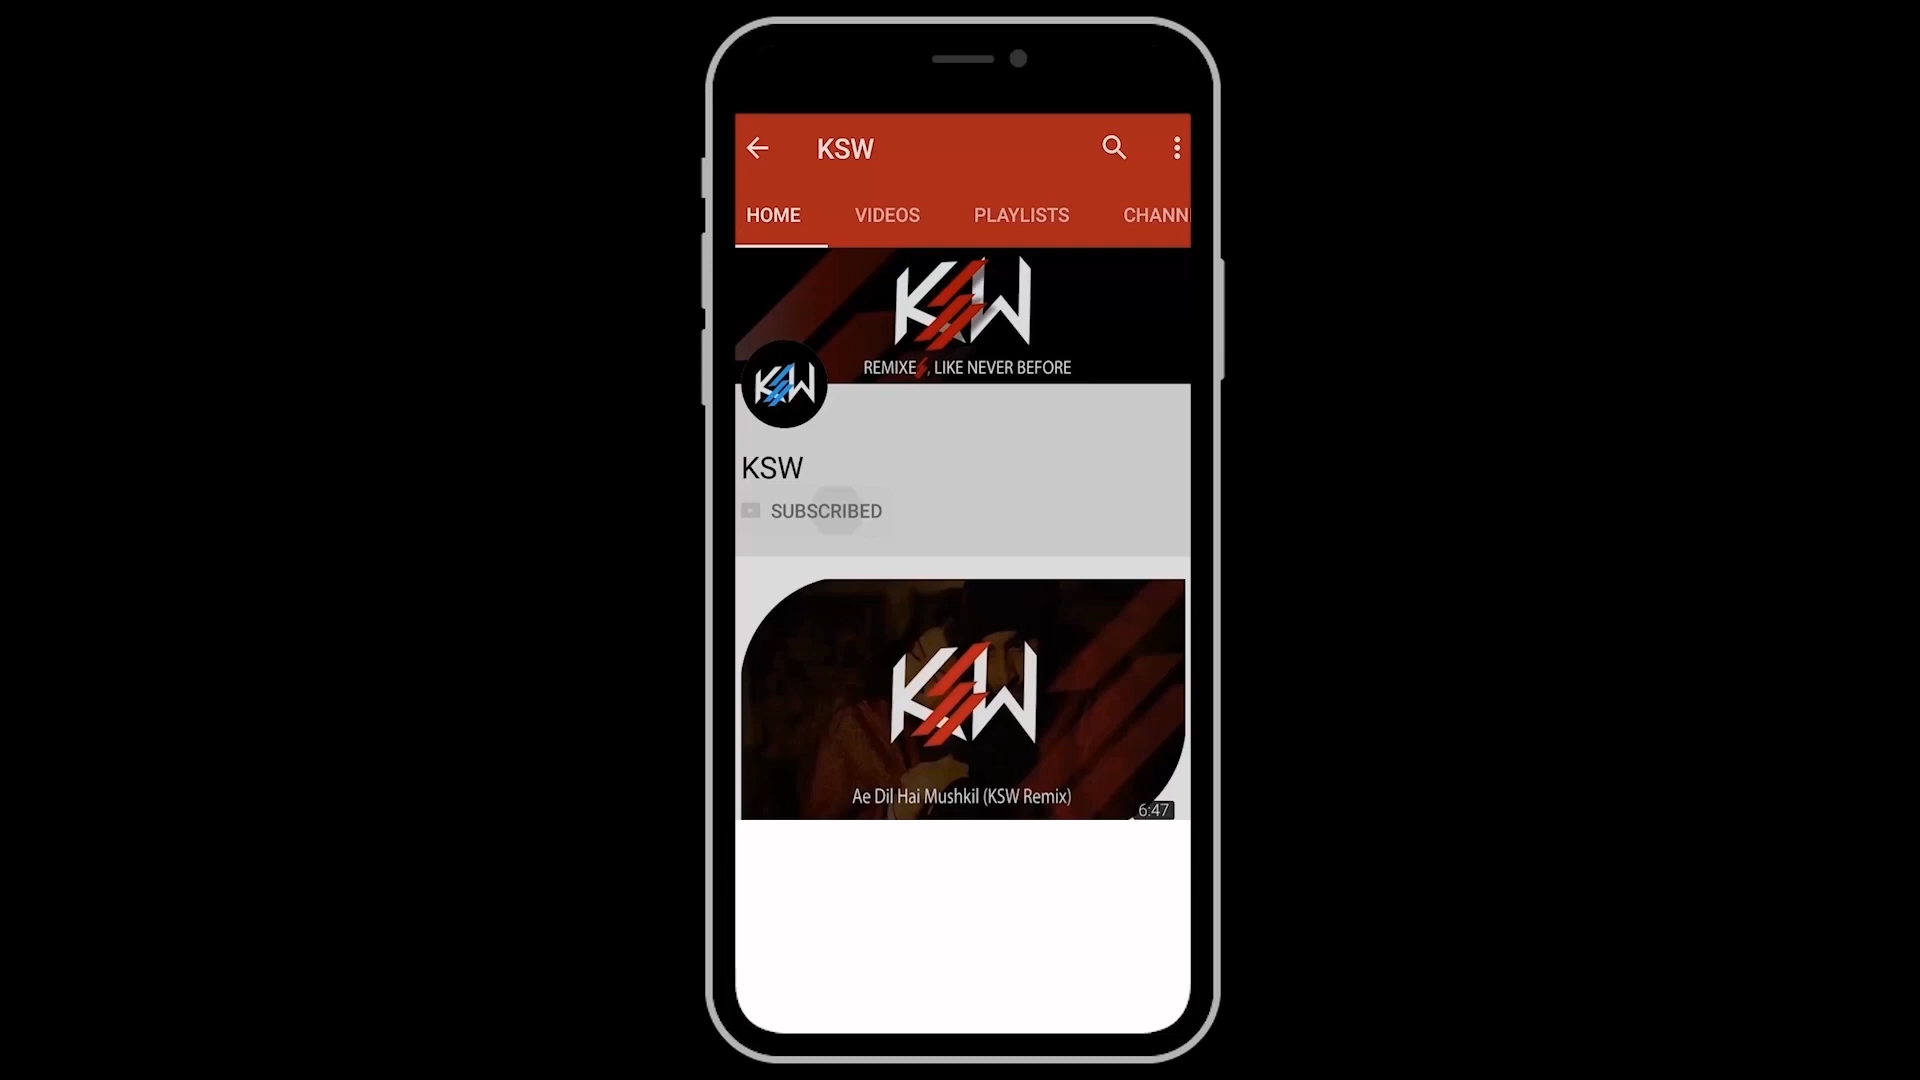 KSW
HOME VIDEOS PLAYLISTS CHANN
KSW
REMIXES, LIKE NEVER BEFORE
KSW
KSW
SUBSCRIBED
KSW
Ae Dil Hai Mushkil (KSW Remix)
6:47